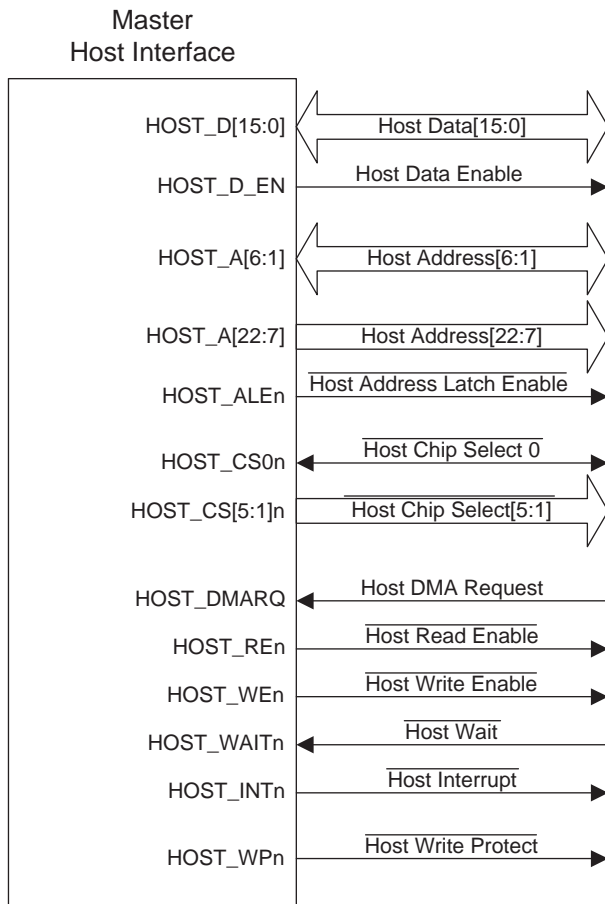 Master
Host Interface
HOST_D[15:0] Host Data[15:0]
HOST_D_EN Host Data Enable
HOST_A[6:1] Host Address[6:1]
HOST_A[22:7] Host Address[22:7]
HOST_ALEn Host Address Latch Enable
HOST_CS0n Host Chip Select 0
HOST_CS[5:1]n Host Chip Select[5:1]
HOST_DMARQ Host DMA Request
HOST_REn Host Read Enable
HOST_WEn Host Write Enable
HOST_WAITn Host Wait
HOST_INTn Host Interrupt
HOST_WPn Host Write Protect